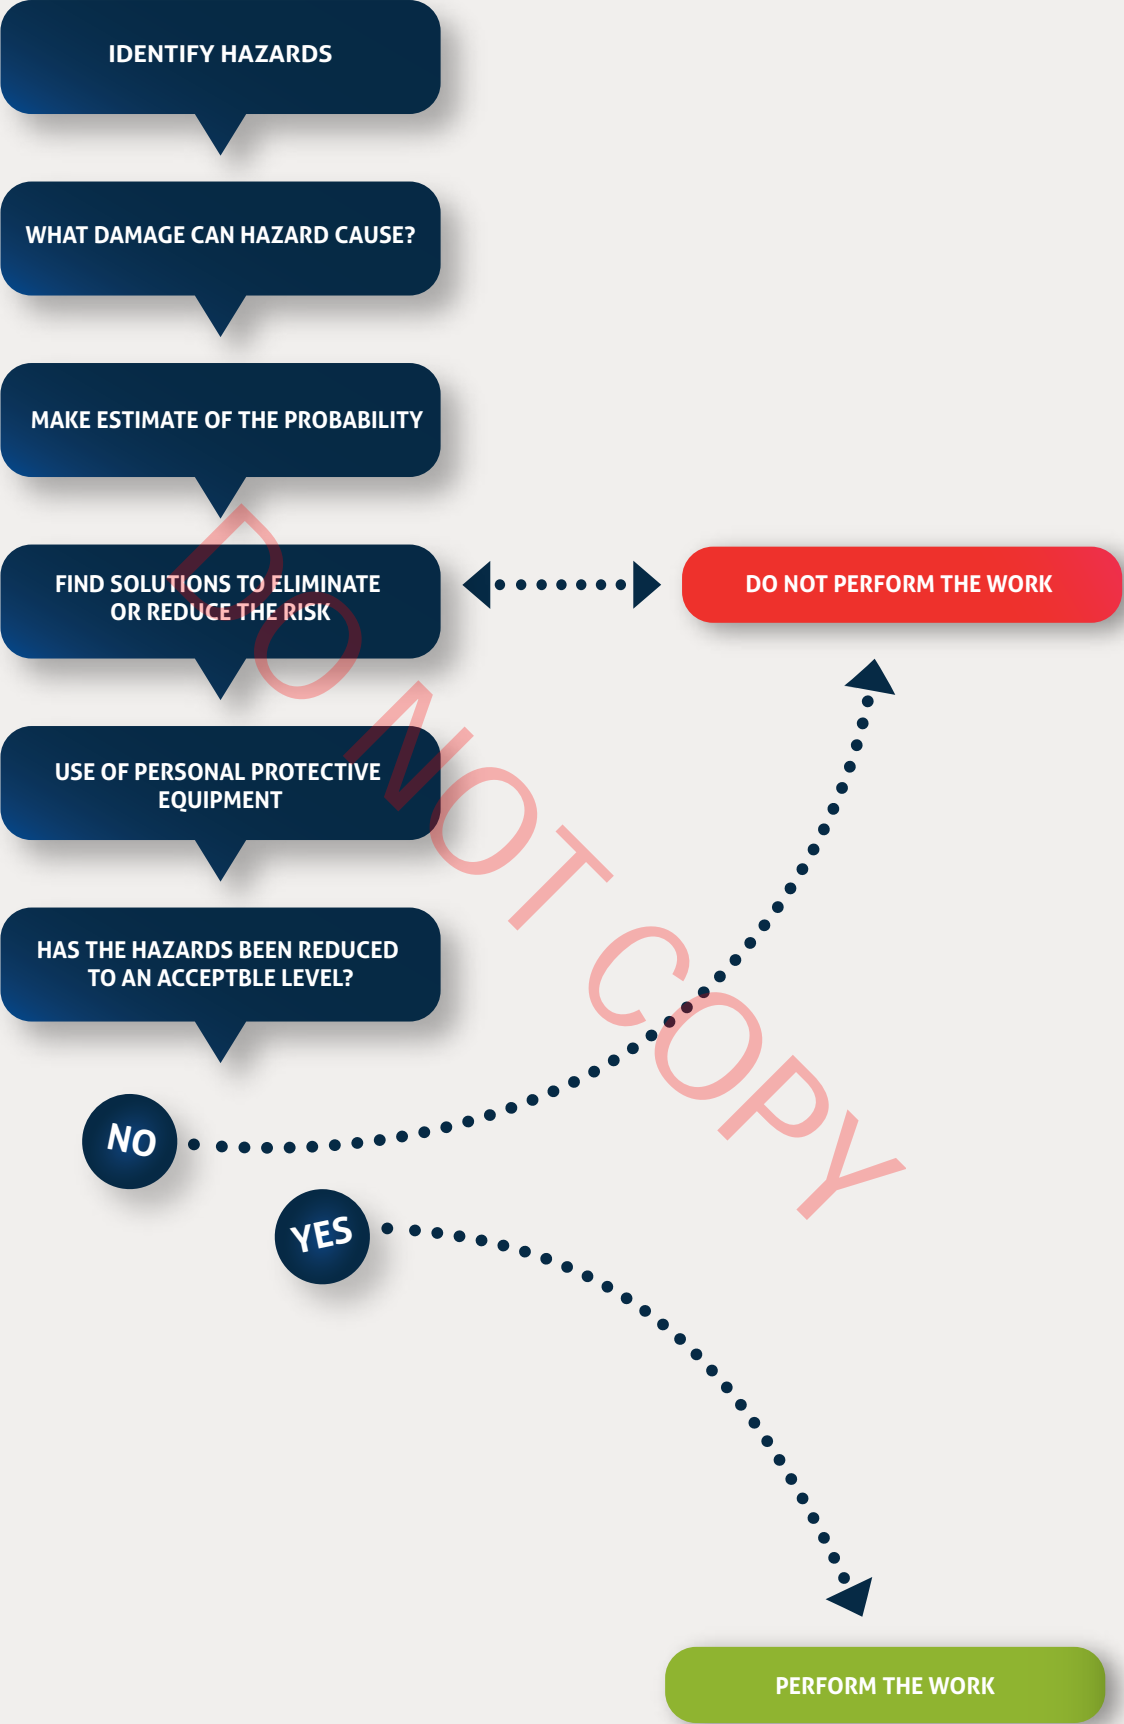 IDENTIFY HAZARDS
WHAT DAMAGE CAN HAZARD CAUSE?
MAKE ESTIMATE OF THE PROBABILITY
FIND SOLUTIONS TO ELIMINATE
OR REDUCE THE RISK
DO NOT PERFORM THE WORK
USE OF PERSONAL PROTECTIVE
EQUIPMENT
HAS THE HAZARDS BEEN REDUCED
TO AN ACCEPTBLE LEVEL?
NO
YES
PERFORM THE WORK
DO NOT COPY